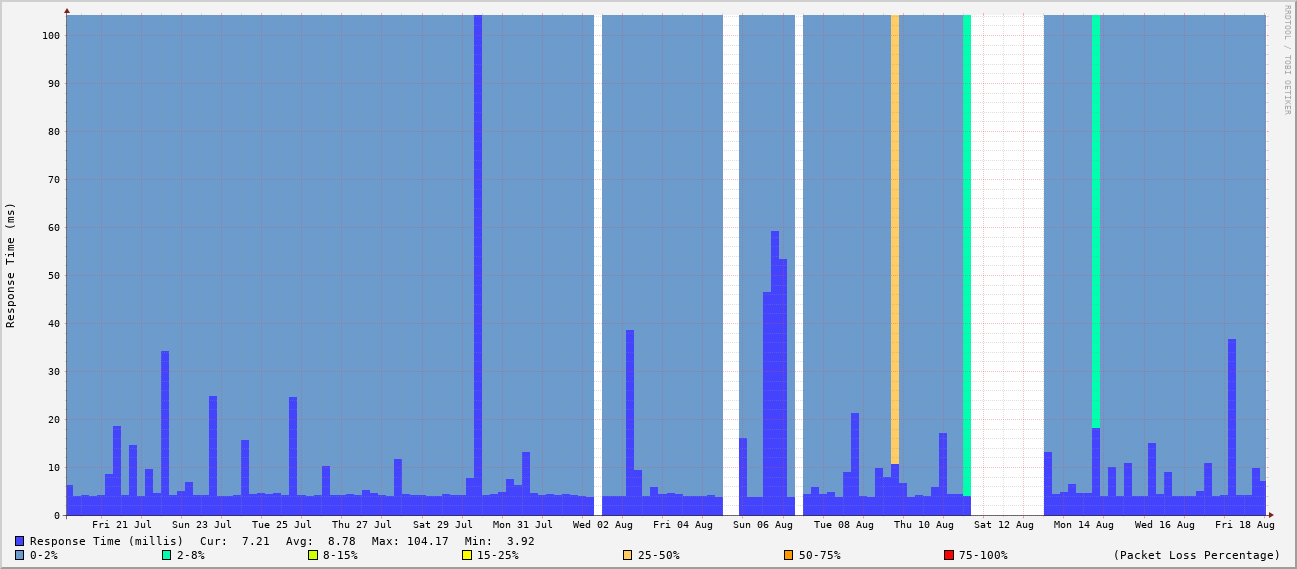 RRDTOOL / TOBI OETIKER
Response Time (ms)
100
90
80
70
60
50
40
30
20
10
0
Fri 21 Jul Sun 23 Jul Tue 25 Jul Thu 27 Jul Sat 29 Jul Mon 31 Jul Wed 02 Aug Fri 04 Aug Sun 06 Aug Tue 08 Aug Thu 10 Aug Sat 12 Aug Mon 14 Aug Wed 16 Aug Fri 18 Aug
Response Time (millis) Cur: 7.21 Avg: 8.78 Max: 104.17 Min: 3.92
0-2% 2-8% 8-15% 15-25% 25-50% 50-75% 75-100% (Packet Loss Percentage)